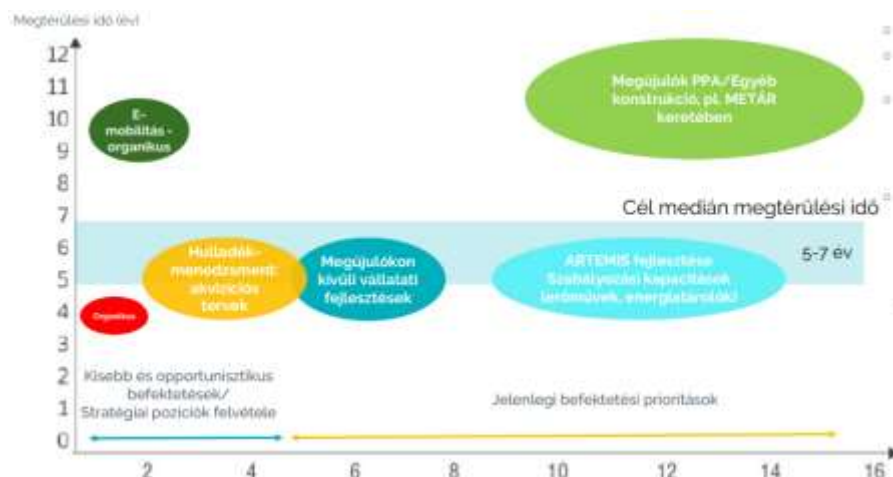 Megtérülési idő (év)
12
11
10
9
8
7
6
5
4
3
2
1
0
E-
mobilitás -
organikus
Megújulók PPA/Egyéb
konstrukció, pl. METÁR
keretében
Cél medián megtérülési idő
5-7 év
Hulladék-
menedzsment:
akvizíciós
tervek
Megújulókon
kívüli vállalati
fejlesztések
ARTEMIS fejlesztése
Szabályozási kapacitások
(erőművek, energiatárolók)
Organikus
Kisebb és opportunisztikus
befektetések/
Stratégiai pozíciók felvétele
Jelenlegi befektetési prioritások
2 4 6 8 10 12 14 16